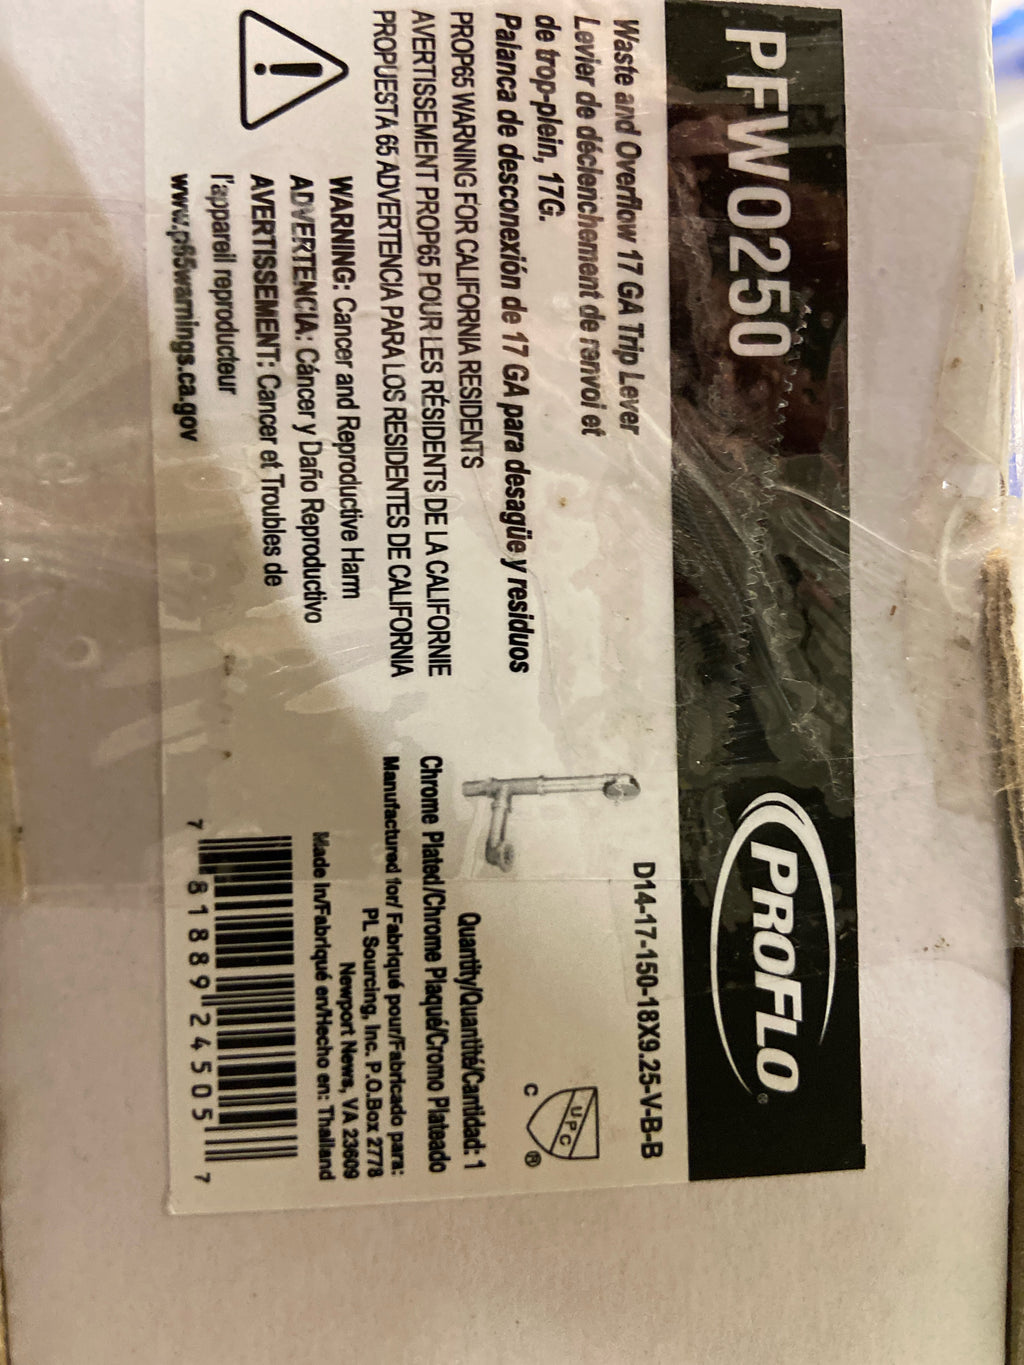 PFW0250
PROFLO®
Waste and Overflow 17 GA Trip Lever
Levier de déclenchement de renvoi et
de trop-plein, 17G.
Palanca de desconexión de 17 GA para desagüe y residuos
PROP65 WARNING FOR CALIFORNIA RESIDENTS
AVERTISSEMENT PROP65 POUR LES RÉSIDENTS DE LA CALIFORNIE
PROPUESTA 65 ADVERTENCIA PARA LOS RESIDENTES DE CALIFORNIA
WARNING: Cancer and Reproductive Harm
ADVERTENCIA: Cáncer y Daño Reproductivo
AVERTISSEMENT: Cancer et Troubles de
l'appareil reproducteur
www.p65warnings.ca.gov
D14-17-150-18X9.25-V-B-B
UPC
C ®
Quantity/Quantité/Cantidad: 1
Chrome Plated/Chrome Plaqué/Cromo Plateado
Manufactured for/ Fabriqué pour/Fabricado para:
PL Sourcing, Inc. P.O.Box 2778
Newport News, VA 23609
Made In/Fabriqué en/Hecho en: Thailand
7 81889 24505 7